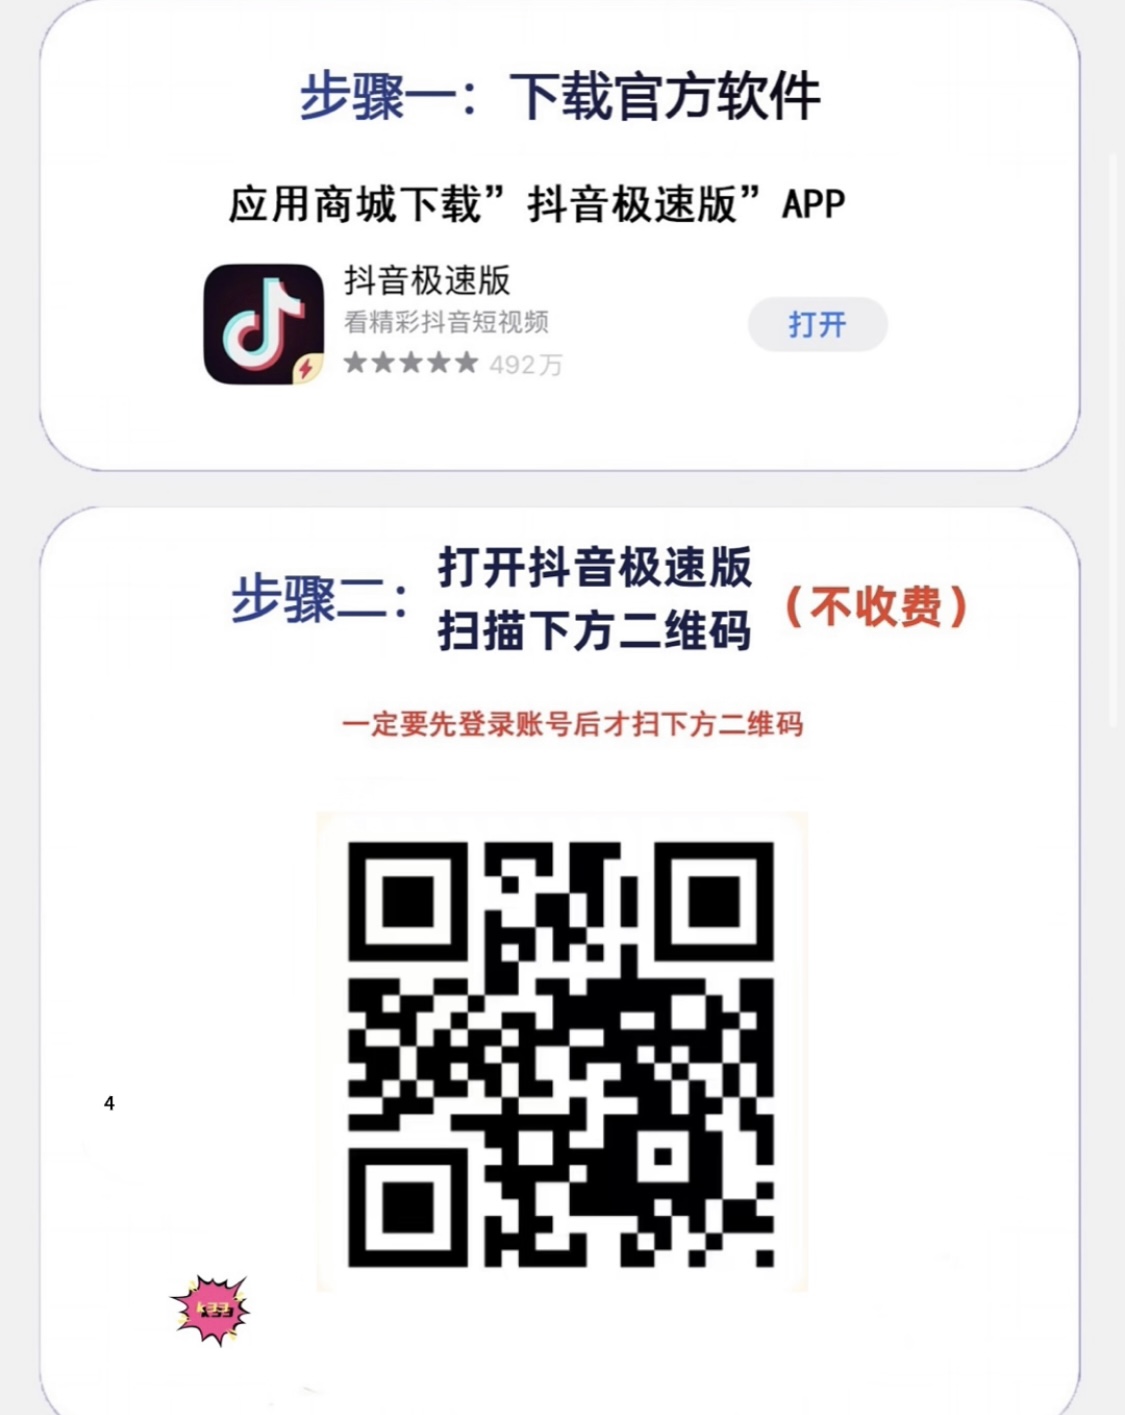 步骤一：下载官方软件
应用商城下载”抖音极速版”APP
抖音极速版
看精彩抖音短视频
492万
打开
步骤二：
打开抖音极速版
扫描下方二维码
（不收费）
一定要先登录账号后才扫下方二维码
4
k33